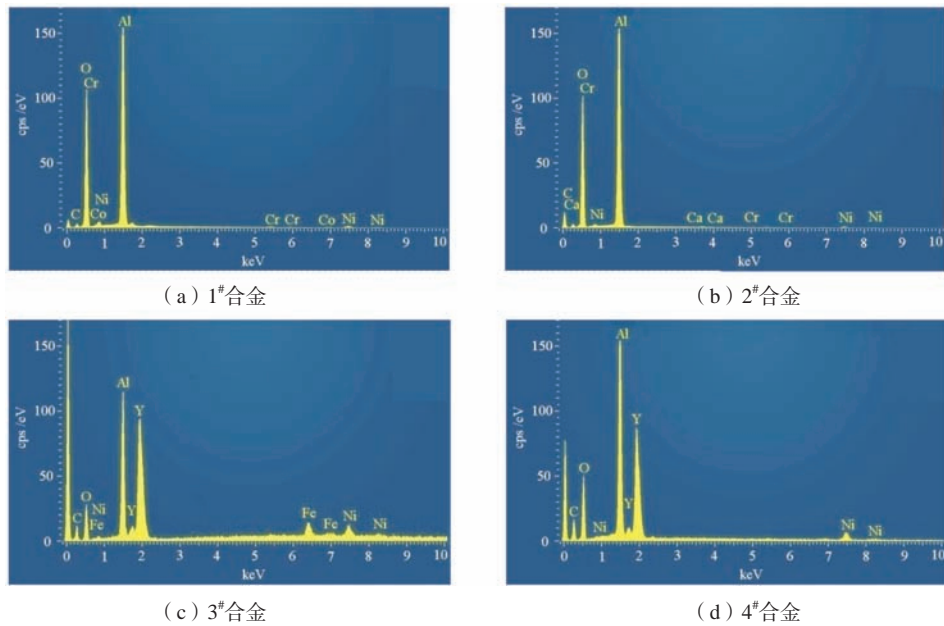 150
100
50
0
cps /eV
Al
O
Cr
C
Ni
Co
Cr Cr Co Ni Ni
0 1 2 3 4 5 6 7 8 9 10
keV
(a)1#合金
150
100
50
0
cps /eV
Al
O
Cr
C
Ca
Ni
Ca Ca Cr Cr Ni Ni
0 1 2 3 4 5 6 7 8 9 10
keV
(b)2#合金
150
100
50
0
cps /eV
Al
Y
O
C
Ni
Fe
Y
Fe Fe Ni Ni
0 1 2 3 4 5 6 7 8 9 10
keV
(c)3#合金
150
100
50
0
cps /eV
Al
Y
O
C
Ni
Y
Ni Ni
0 1 2 3 4 5 6 7 8 9 10
keV
(d)4#合金